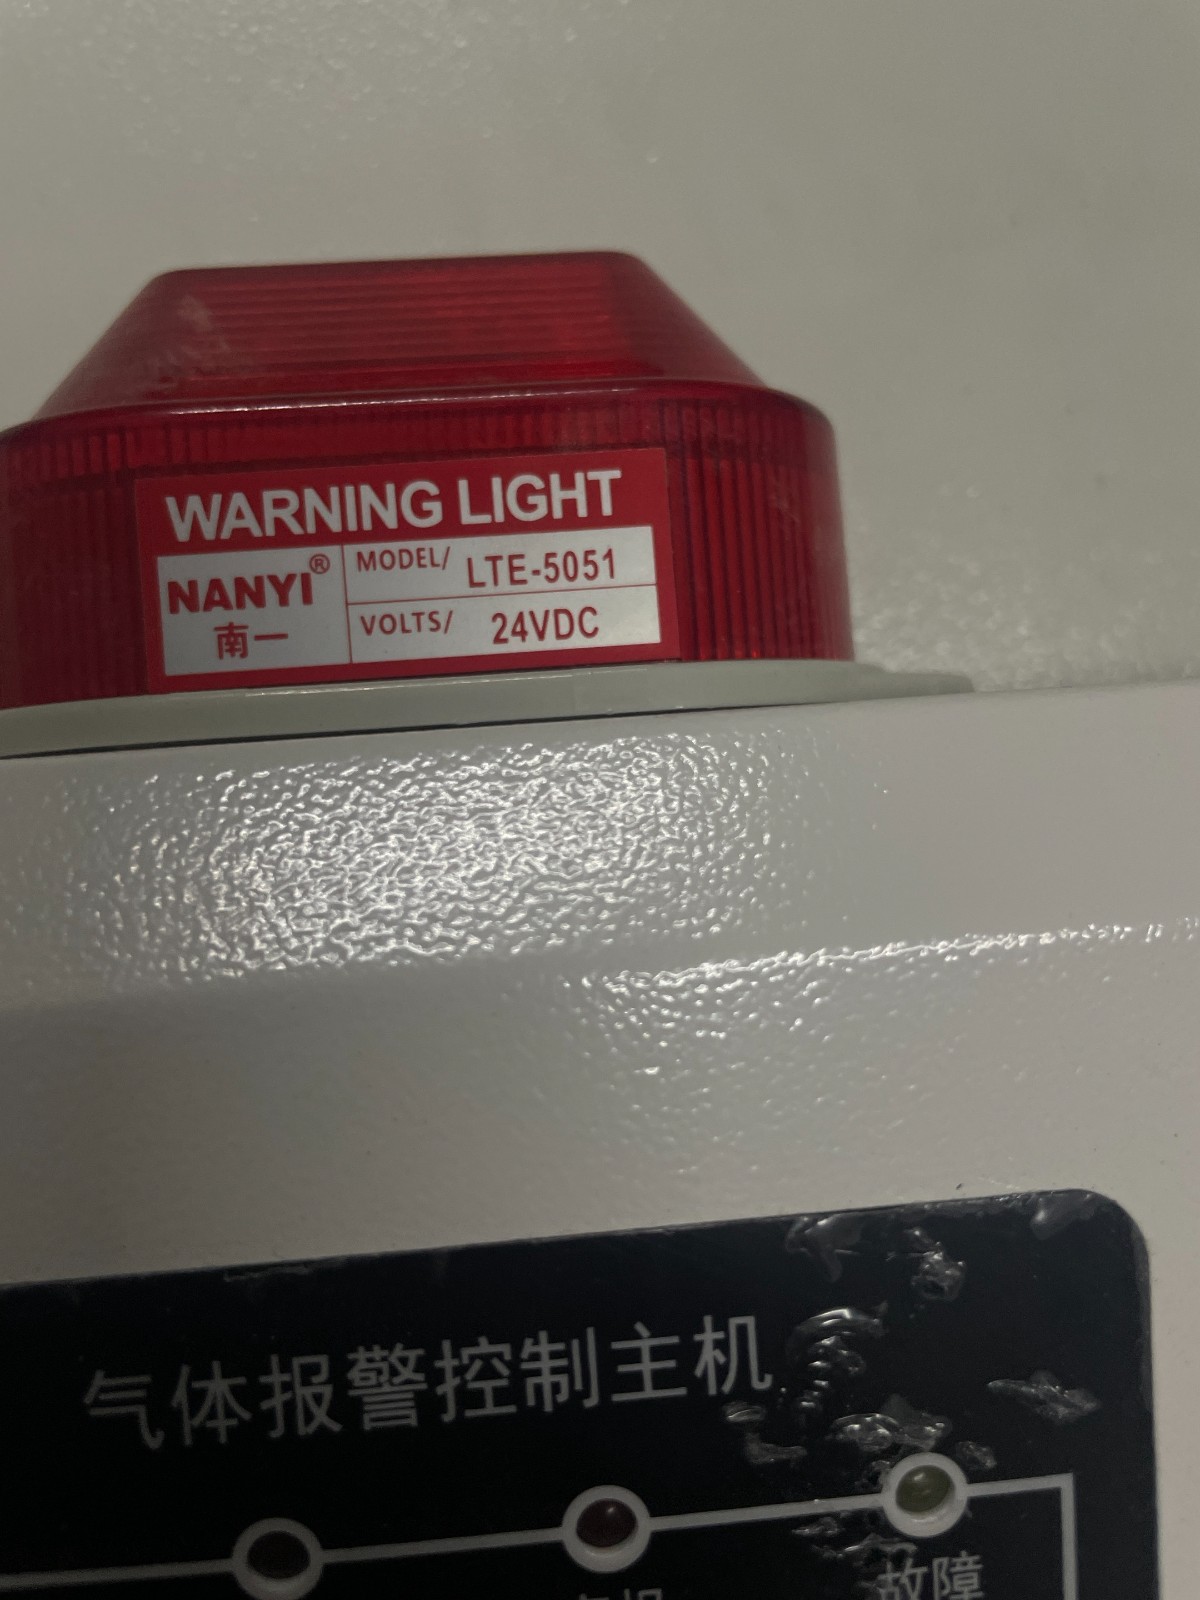 WARNING LIGHT
NANYI®
南一
MODEL/ LTE-5051
VOLTS/ 24VDC
气体报警控制主机
故障